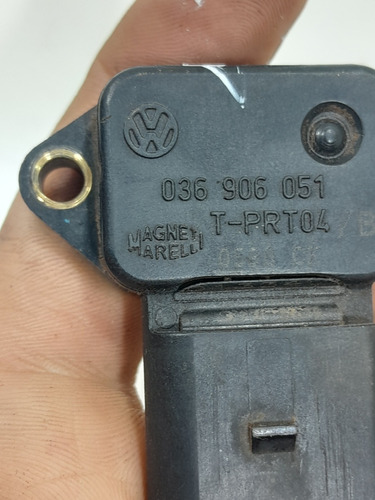 036 906 051
T-PRT04
MAGNETI
MARELLI